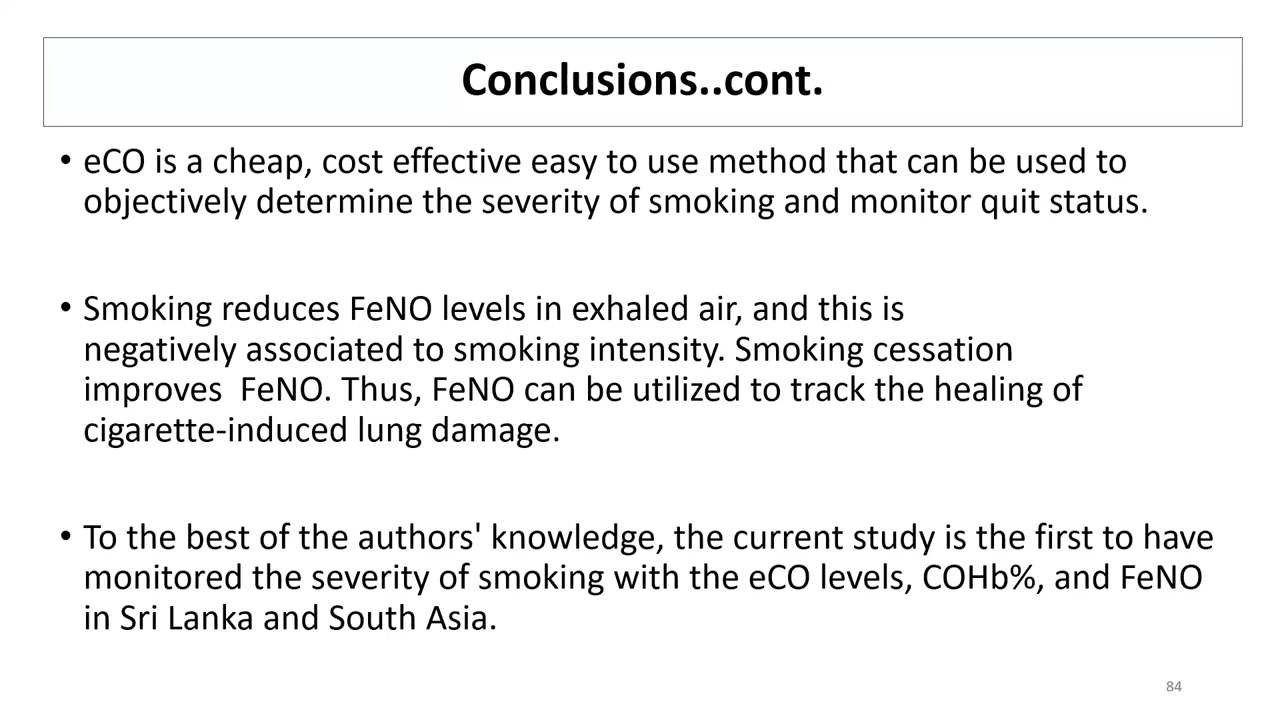 Conclusions..cont.
• eCO is a cheap, cost effective easy to use method that can be used to
objectively determine the severity of smoking and monitor quit status.
• Smoking reduces FeNO levels in exhaled air, and this is
negatively associated to smoking intensity. Smoking cessation
improves  FeNO. Thus, FeNO can be utilized to track the healing of
cigarette-induced lung damage.
• To the best of the authors' knowledge, the current study is the first to have
monitored the severity of smoking with the eCO levels, COHb%, and FeNO
in Sri Lanka and South Asia.
84